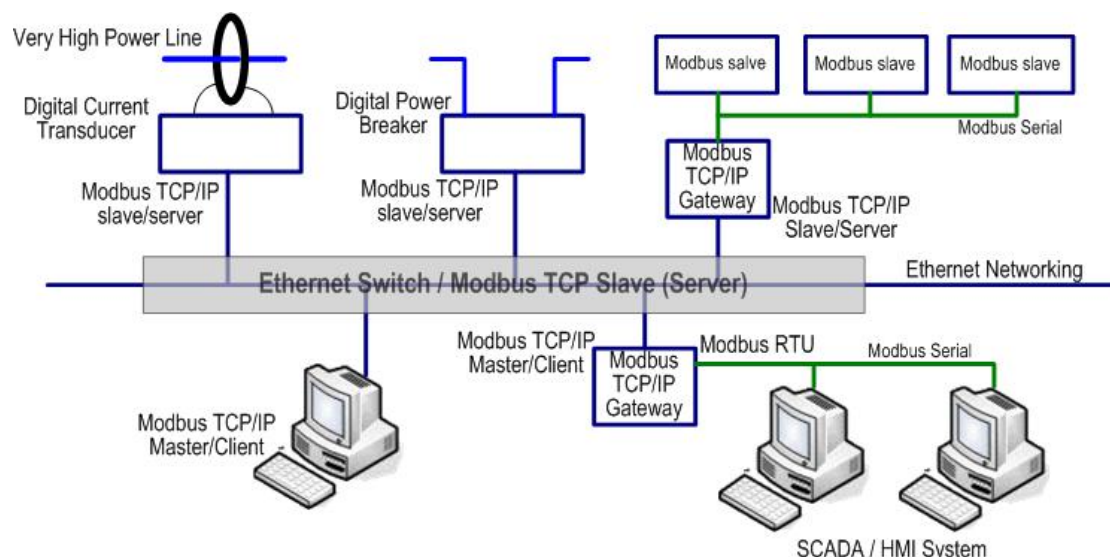 Very High Power Line
Digital Current
Transducer
Modbus TCP/IP
slave/server
Digital Power
Breaker
Modbus TCP/IP
slave/server
Modbus salve
Modbus slave
Modbus slave
Modbus Serial
Modbus
TCP/IP
Gateway
Modbus TCP/IP
Slave/Server
Ethernet Switch / Modbus TCP Slave (Server)
Ethernet Networking
Modbus TCP/IP
Master/Client
Modbus TCP/IP
Master/Client
Modbus
TCP/IP
Gateway
Modbus RTU
Modbus Serial
SCADA / HMI System